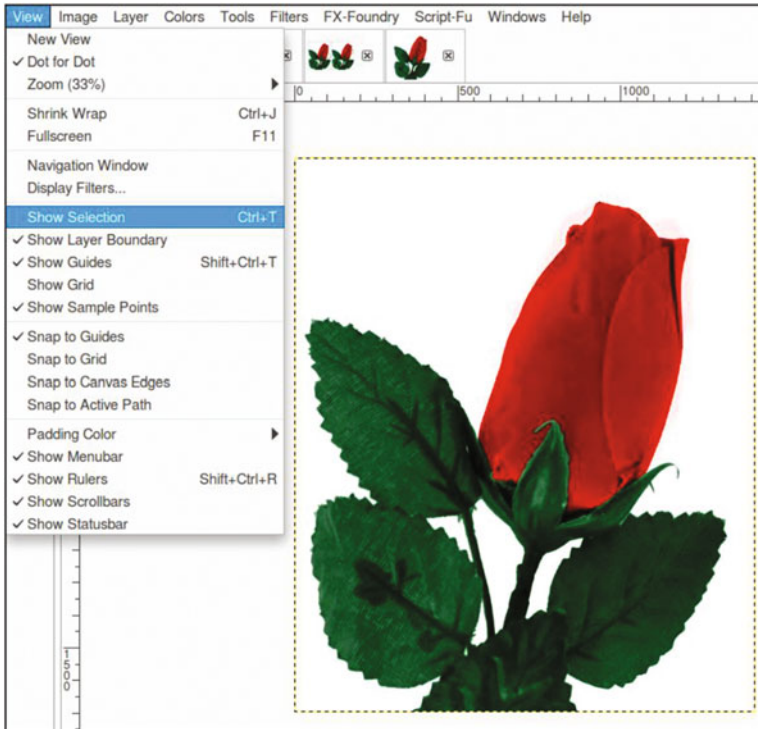 View Image Layer Colors Tools Filters FX-Foundry Script-Fu Windows Help
New View
✓ Dot for Dot
Zoom (33%)
Shrink Wrap Ctrl+J
Fullscreen F11
Navigation Window
Display Filters...
Show Selection Ctrl+T
✓ Show Layer Boundary
✓ Show Guides Shift+Ctrl+T
Show Grid
✓ Show Sample Points
✓ Snap to Guides
Snap to Grid
Snap to Canvas Edges
Snap to Active Path
Padding Color
✓ Show Menubar
✓ Show Rulers Shift+Ctrl+R
✓ Show Scrollbars
✓ Show Statusbar
0 500 1000
1500